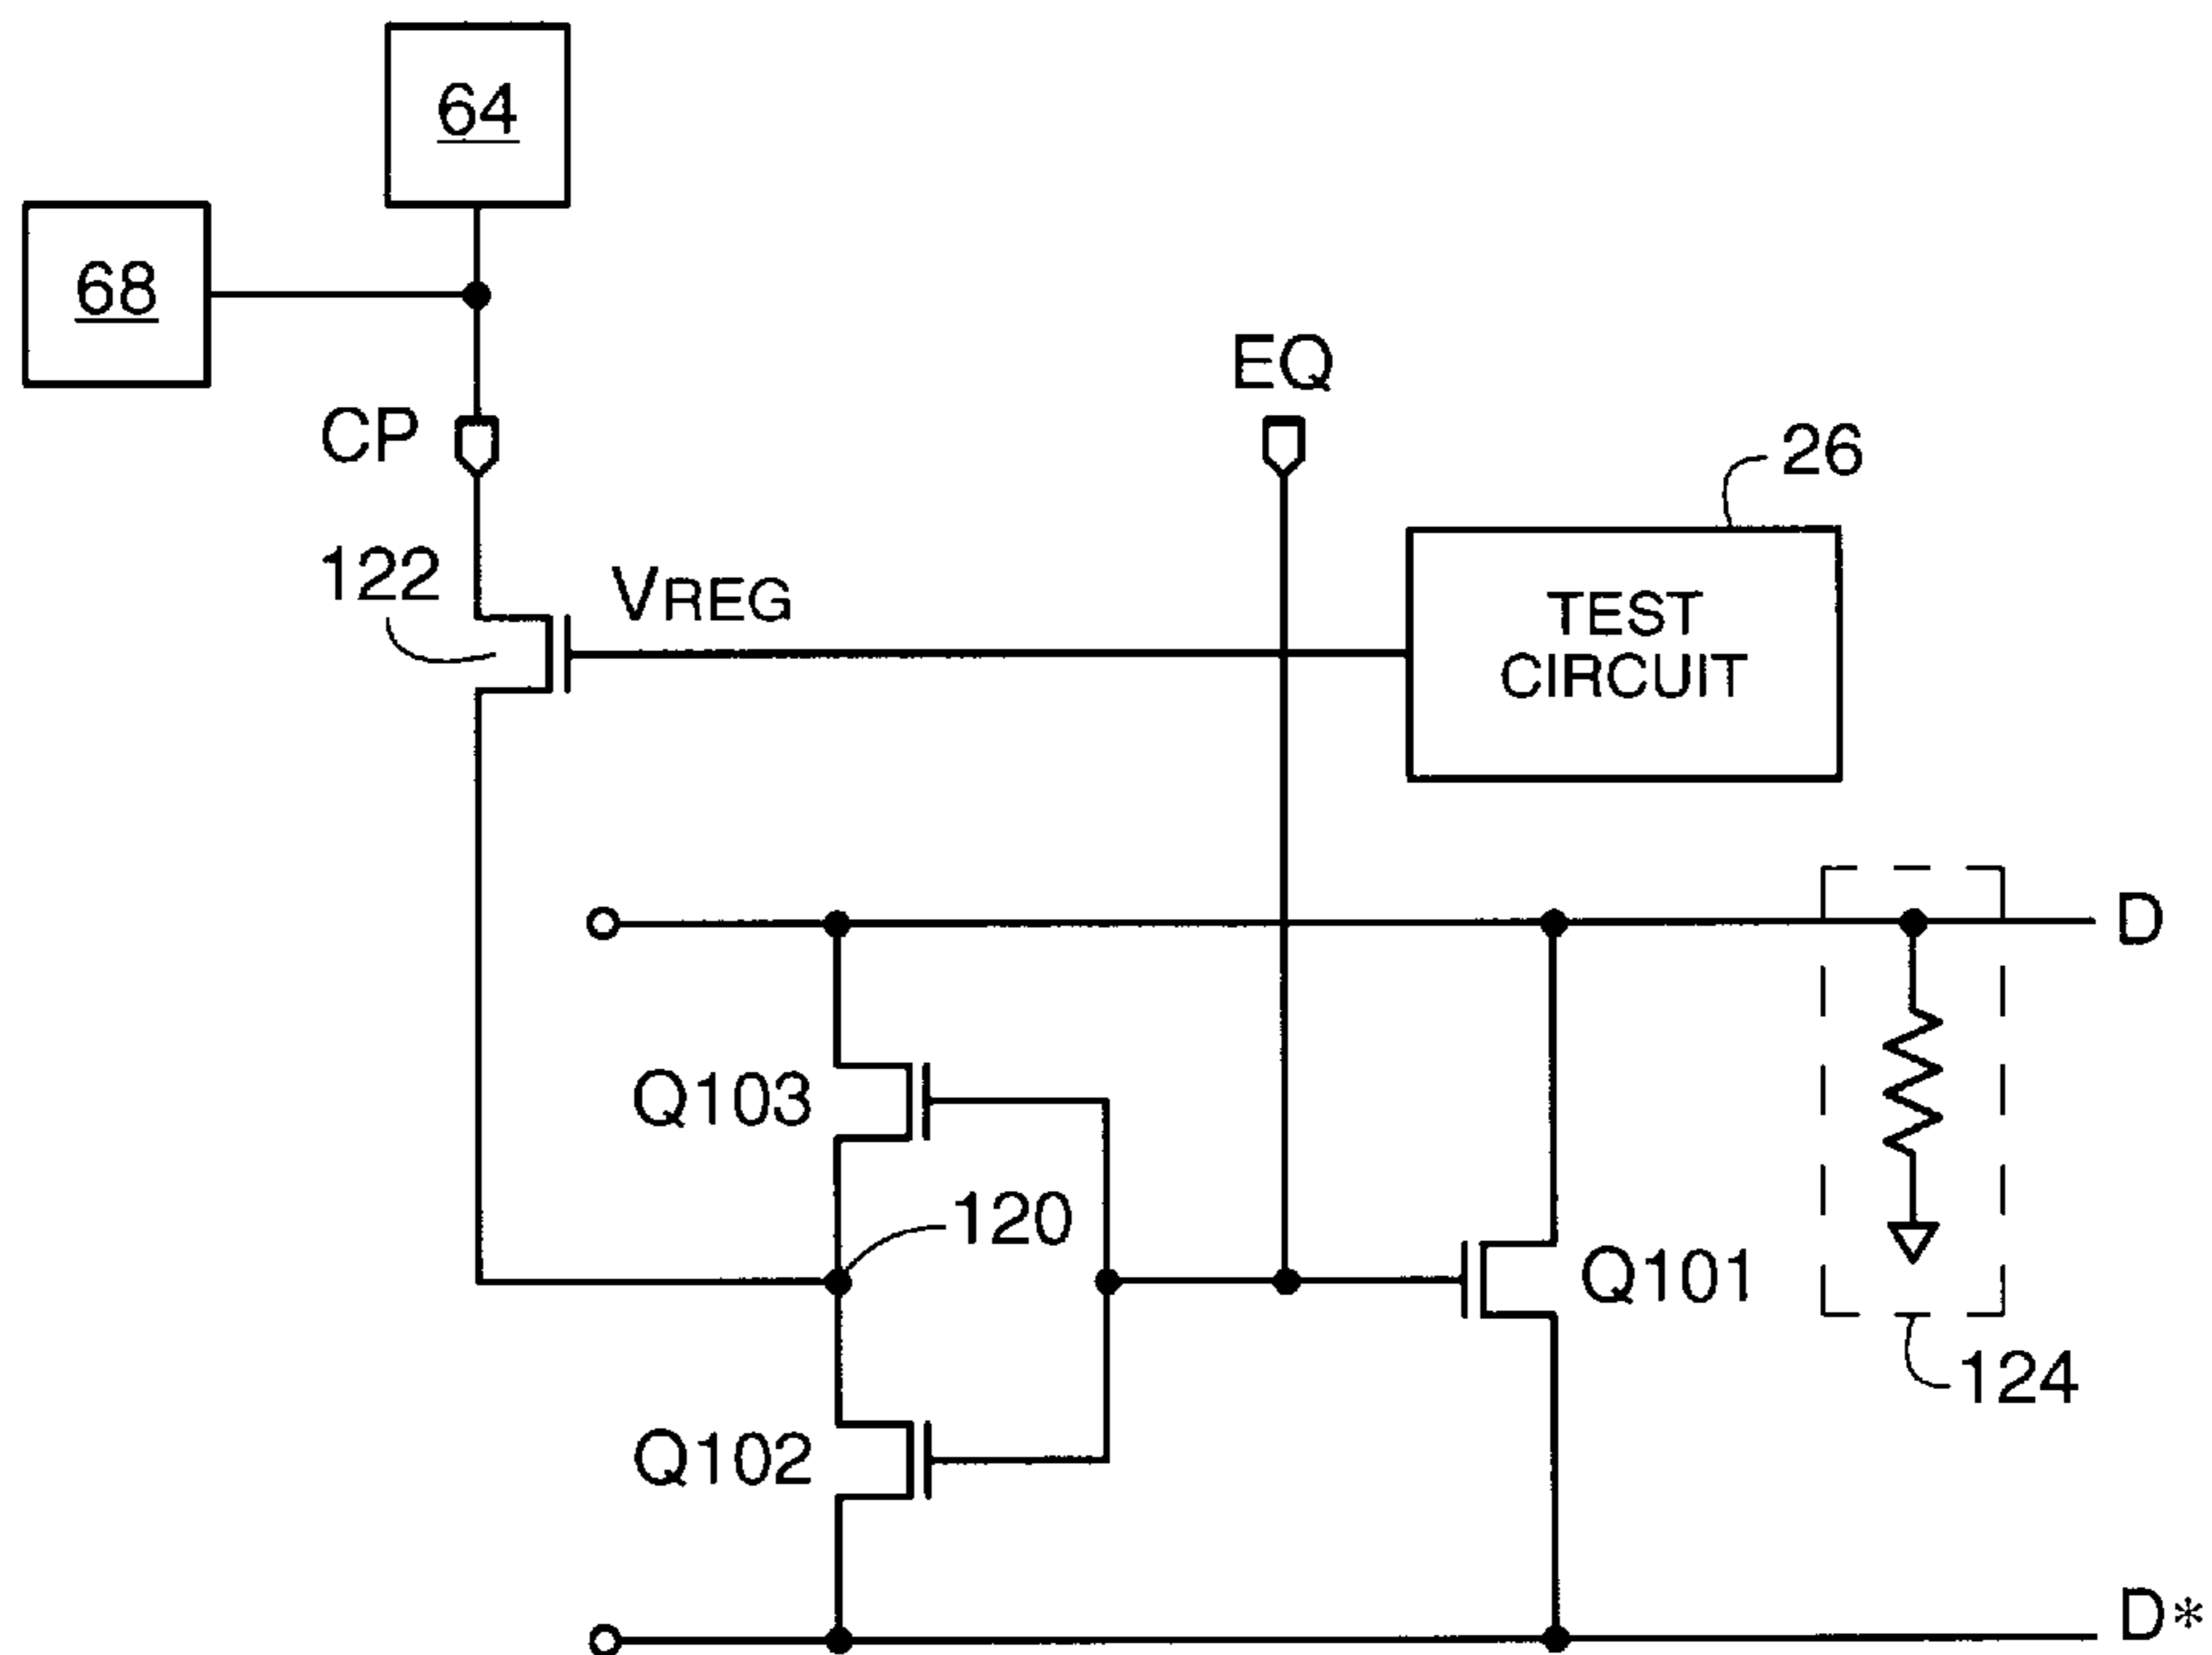 64
68
EQ
CP
26
122
VREG
TEST
CIRCUIT
D
Q103
120
Q101
124
Q102
D*